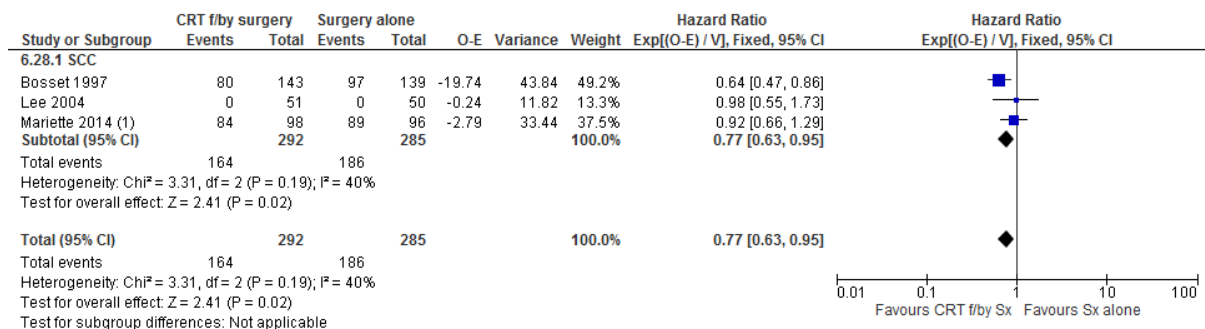 CRT f/by surgery Surgery alone Hazard Ratio Hazard Ratio
Study or Subgroup Events Total Events Total O-E Variance Weight Exp[(O-E) / V], Fixed, 95% CI Exp[(O-E) / V], Fixed, 95% CI
6.28.1 SCC
Bosset 1997 80 143 97 139 -19.74 43.84 49.2% 0.64 [0.47, 0.86]
Lee 2004 0 51 0 50 -0.24 11.82 13.3% 0.98 [0.55, 1.73]
Mariette 2014 (1) 84 98 89 96 -2.79 33.44 37.5% 0.92 [0.66, 1.29]
Subtotal (95% CI) 292 285 100.0% 0.77 [0.63, 0.95]
Total events 164 186
Heterogeneity: Chi² = 3.31, df = 2 (P = 0.19); I² = 40%
Test for overall effect: Z = 2.41 (P = 0.02)
Total (95% CI) 292 285 100.0% 0.77 [0.63, 0.95]
Total events 164 186
Heterogeneity: Chi² = 3.31, df = 2 (P = 0.19); I² = 40%
Test for overall effect: Z = 2.41 (P = 0.02)
Test for subgroup differences: Not applicable
0.01 0.1 1 10 100
Favours CRT f/by Sx Favours Sx alone